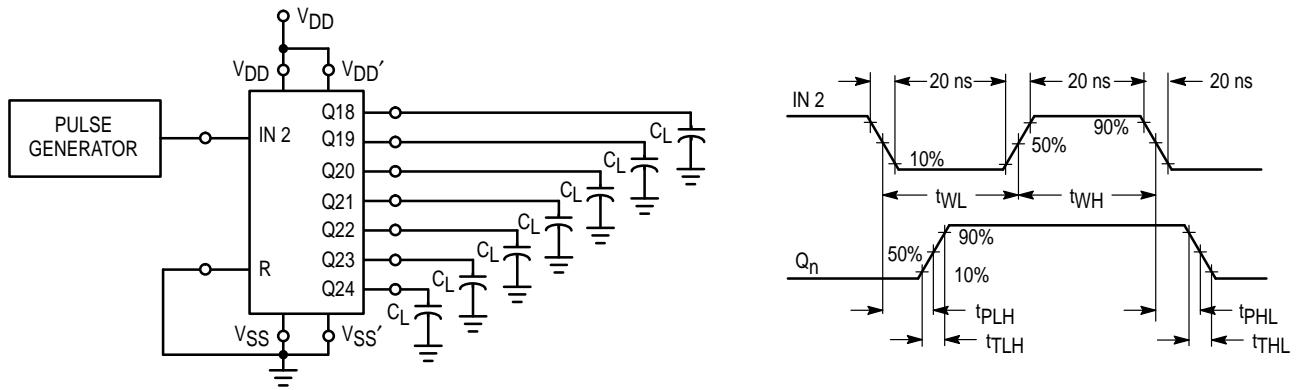 VDD
VDD VDD′
PULSE
GENERATOR
IN 2
R
Q18
Q19
Q20
Q21
Q22
Q23
Q24
CL
CL
CL
CL
CL
CL
CL
VSS VSS′
20 ns 20 ns 20 ns
IN 2
90%
50%
10%
tWL tWH
Qn
50%
90%
10%
tPLH tPHL
tTLH tTHL